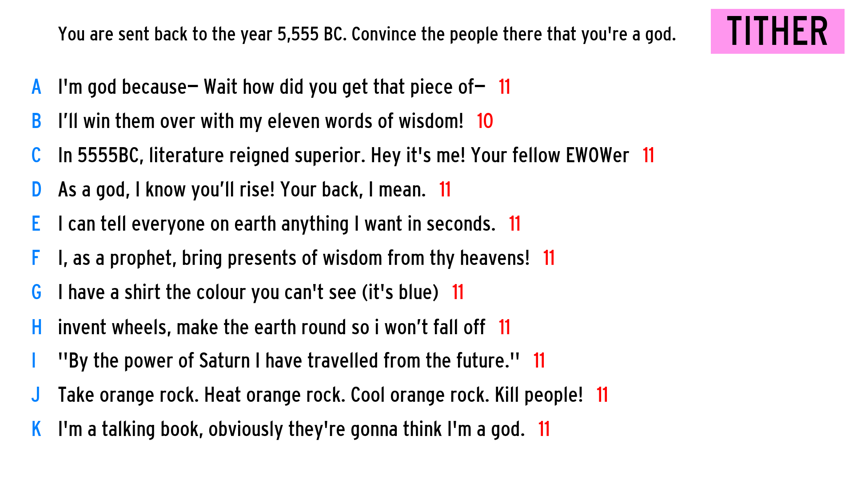 You are sent back to the year 5,555 BC. Convince the people there that you're a god.
TITHER
A I'm god because– Wait how did you get that piece of– 11
B I’ll win them over with my eleven words of wisdom! 10
C In 5555BC, literature reigned superior. Hey it's me! Your fellow EWOWer 11
D As a god, I know you’ll rise! Your back, I mean. 11
E I can tell everyone on earth anything I want in seconds. 11
F I, as a prophet, bring presents of wisdom from thy heavens! 11
G I have a shirt the colour you can't see (it's blue) 11
H invent wheels, make the earth round so i won’t fall off 11
I "By the power of Saturn I have travelled from the future." 11
J Take orange rock. Heat orange rock. Cool orange rock. Kill people! 11
K I'm a talking book, obviously they're gonna think I'm a god. 11